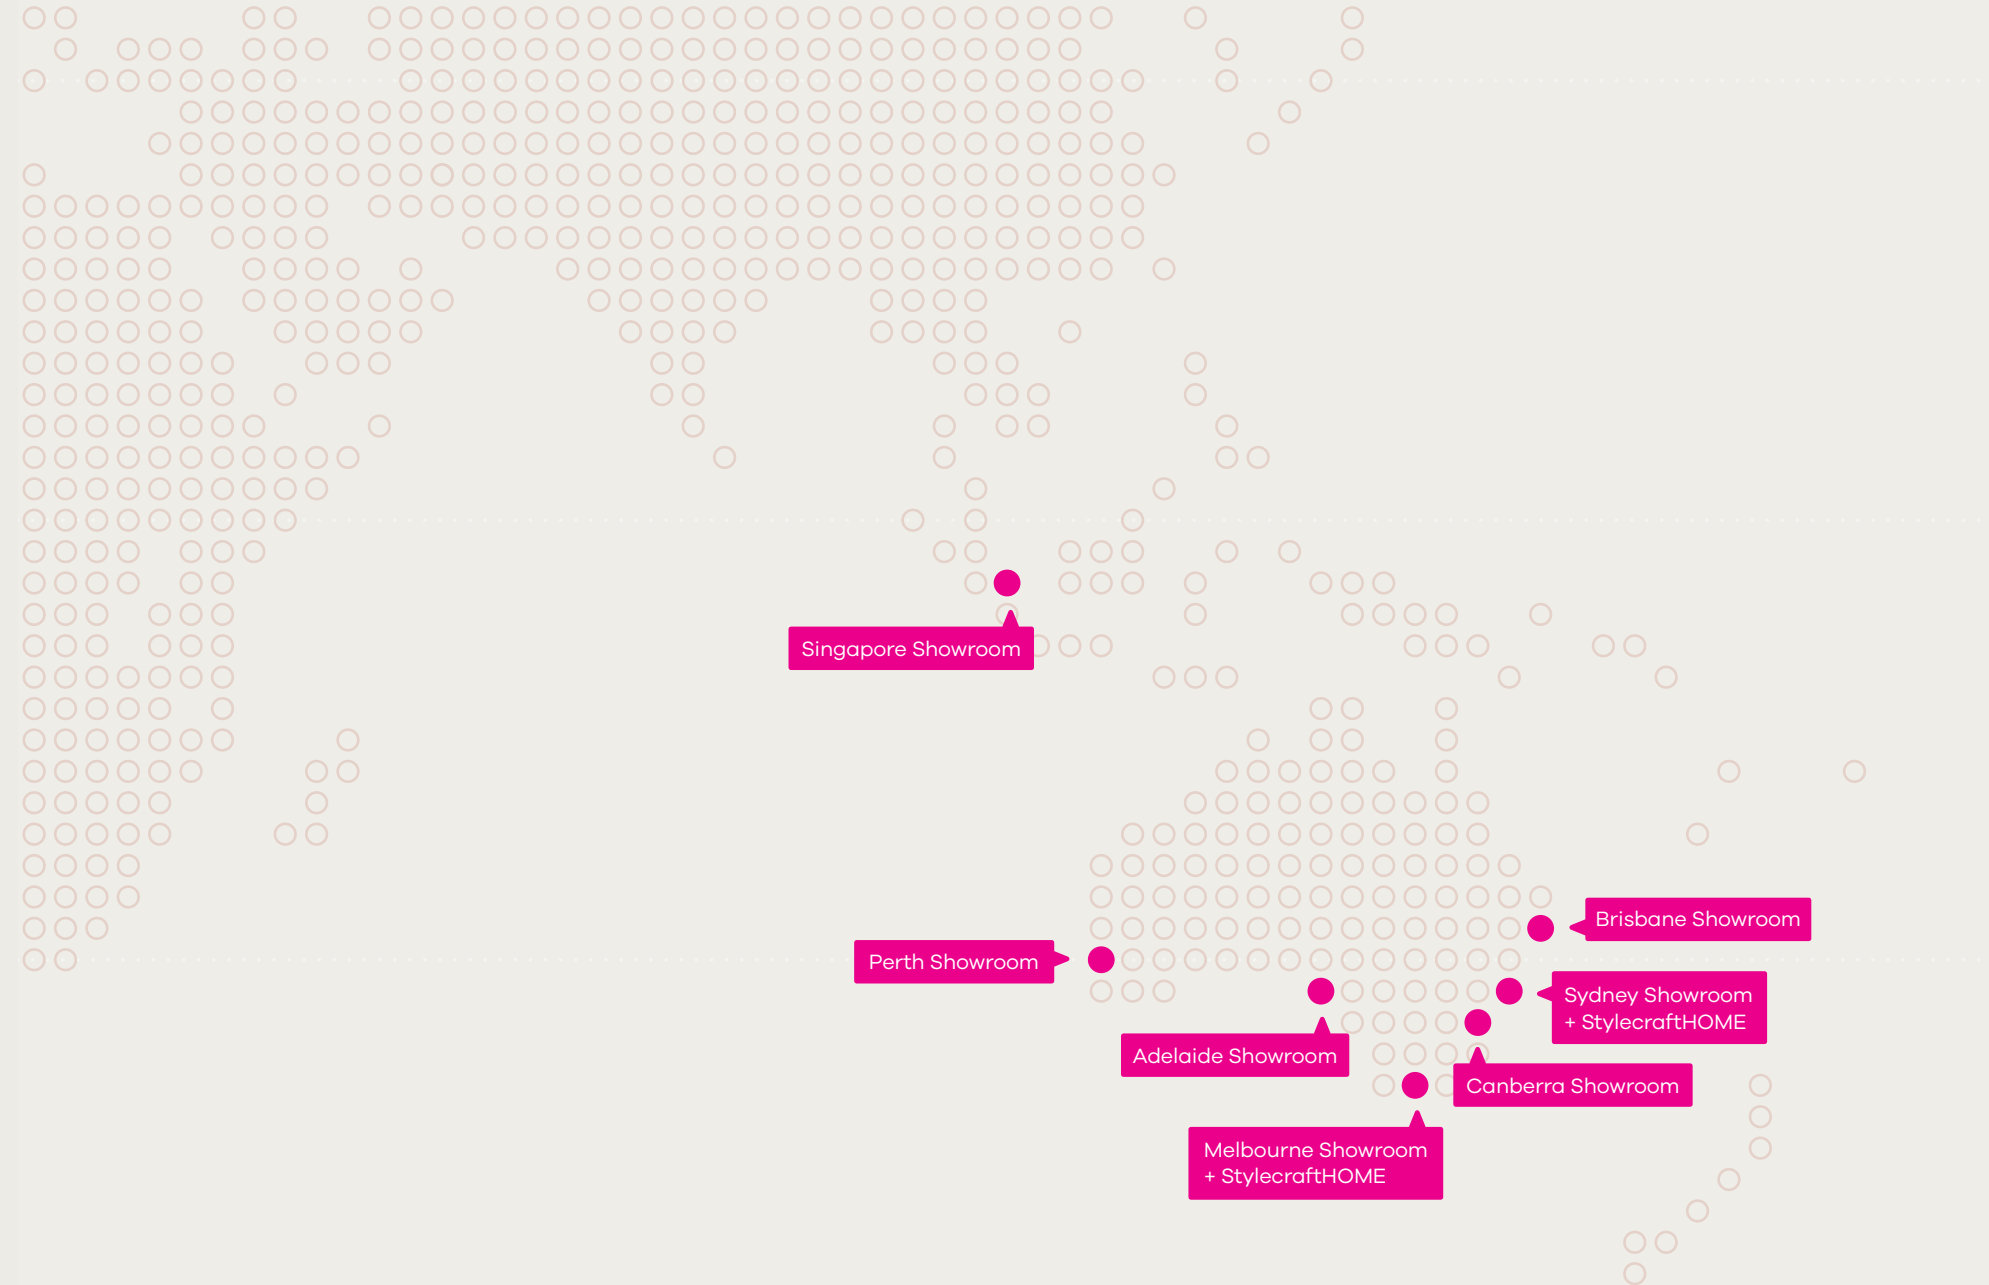 Singapore Showroom
Brisbane Showroom
Perth Showroom
Sydney Showroom
+ StylecraftHOME
Adelaide Showroom
Canberra Showroom
Melbourne Showroom
+ StylecraftHOME